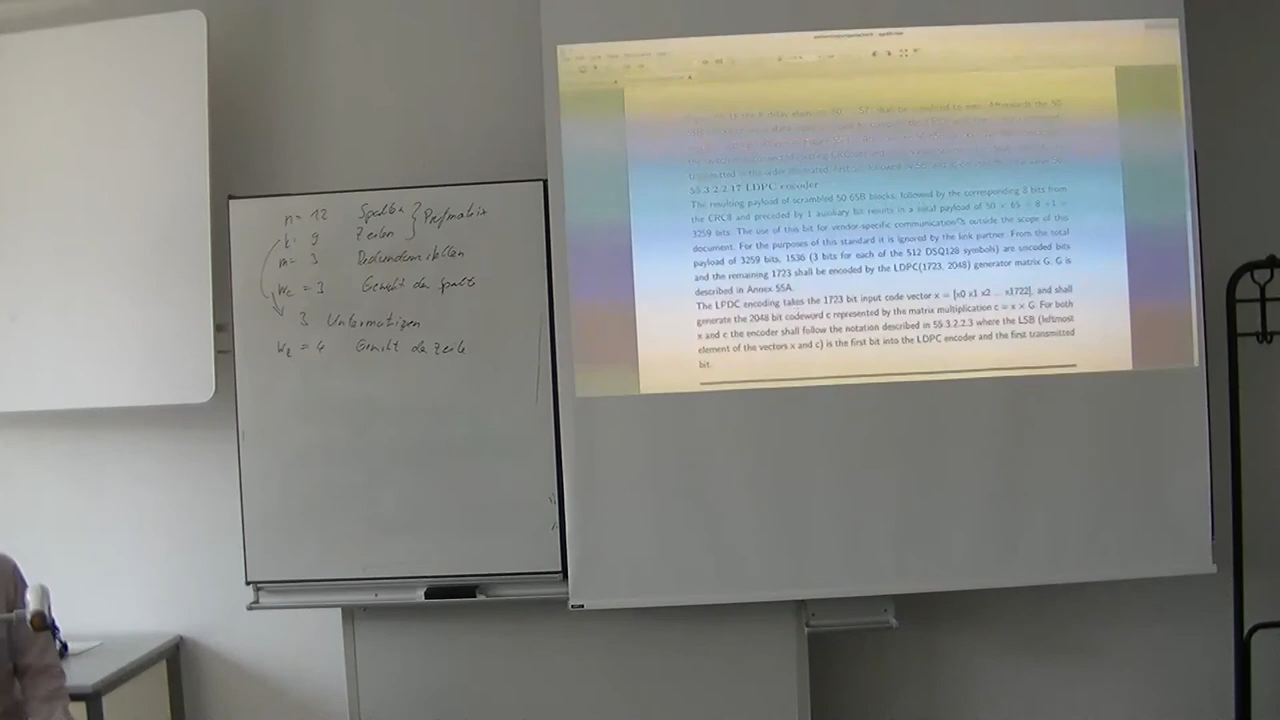 n = 12 Spalten } Prüfmatrix
k = 9 Zeilen
m = 3 Redundanzstellen
wc = 3 Gewicht der Spalte
3 Untermatrizen
wz = 4 Gewicht der Zeile
55.3.2.2.17 LDPC encoder
The resulting payload of scrambled 50 65B blocks, followed by the corresponding 8 bits from
the CRC8 and preceded by 1 auxiliary bit results in a total payload of 50 × 65 + 8 + 1 =
3259 bits. The use of this bit for vendor-specific communication is outside the scope of this
document. For the purposes of this standard it is ignored by the link partner. From the total
payload of 3259 bits, 1536 (3 bits for each of the 512 DSQ128 symbols) are uncoded bits
and the remaining 1723 shall be encoded by the LDPC(1723, 2048) generator matrix G. G is
described in Annex 55A.
The LPDC encoding takes the 1723 bit input code vector x = [x0 x1 x2 ... x1722], and shall
generate the 2048 bit codeword c represented by the matrix multiplication c = x × G. For both
x and c the encoder shall follow the notation described in 55.3.2.2.3 where the LSB (leftmost
element of the vectors x and c) is the first bit into the LDPC encoder and the first transmitted
bit.